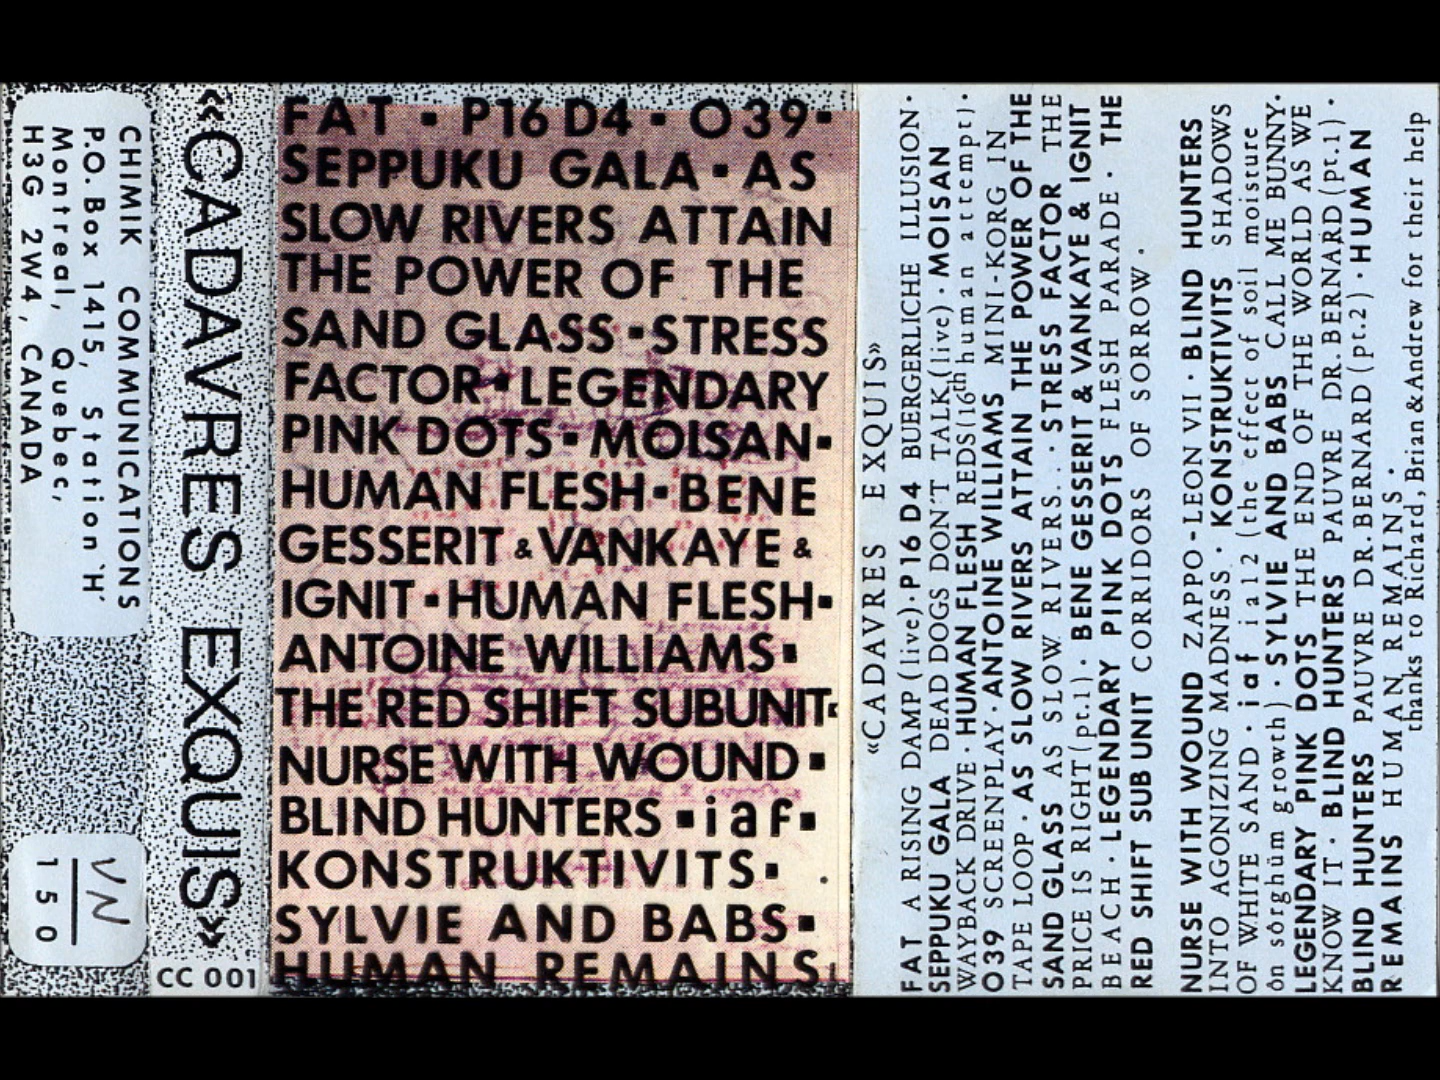 CHIMIK COMMUNICATIONS
P.O. Box 1415, Station 'H'
Montreal, Quebec,
H3G 2W4, CANADA
VN
150
«CADAVRES EXQUIS»
CC 001
FAT · P16 D4 · O39 ·
SEPPUKU GALA · AS
SLOW RIVERS ATTAIN
THE POWER OF THE
SAND GLASS · STRESS
FACTOR · LEGENDARY
PINK DOTS · MOISAN ·
HUMAN FLESH · BENE
GESSERIT & VANKAYE &
IGNIT · HUMAN FLESH ·
ANTOINE WILLIAMS ·
THE RED SHIFT SUBUNIT ·
NURSE WITH WOUND ·
BLIND HUNTERS · iaf ·
KONSTRUKTIVITS ·
SYLVIE AND BABS ·
HUMAN REMAINS
«CADAVRES EXQUIS»
FAT A RISING DAMP (live) · P16 D4 BUERGERLICHE ILLUSION ·
SEPPUKU GALA DEAD DOGS DON'T TALK (live) · MOISAN
WAYBACK DRIVE · HUMAN FLESH REDS (16th human attempt) ·
O39 SCREENPLAY · ANTOINE WILLIAMS MINI-KORG IN
TAPE LOOP · AS SLOW RIVERS ATTAIN THE POWER OF THE
SAND GLASS AS SLOW RIVERS . . · STRESS FACTOR THE
PRICE IS RIGHT (pt.1) · BENE GESSERIT & VANKAYE & IGNIT
BEACH · LEGENDARY PINK DOTS FLESH PARADE · THE
RED SHIFT SUB UNIT CORRIDORS OF SORROW ·
NURSE WITH WOUND ZAPPO-LEON VII · BLIND HUNTERS
INTO AGONIZING MADNESS · KONSTRUKTIVITS SHADOWS
OF WHITE SAND · iaf ia12 (the effect of soil moisture
ôn sôrghüm growth) · SYLVIE AND BABS CALL ME BUNNY ·
LEGENDARY PINK DOTS THE END OF THE WORLD AS WE
KNOW IT · BLIND HUNTERS PAUVRE DR. BERNARD (pt.1) ·
BLIND HUNTERS PAUVRE DR. BERNARD (pt.2) · HUMAN
REMAINS HUMAN REMAINS ·
thanks to Richard, Brian & Andrew for their help